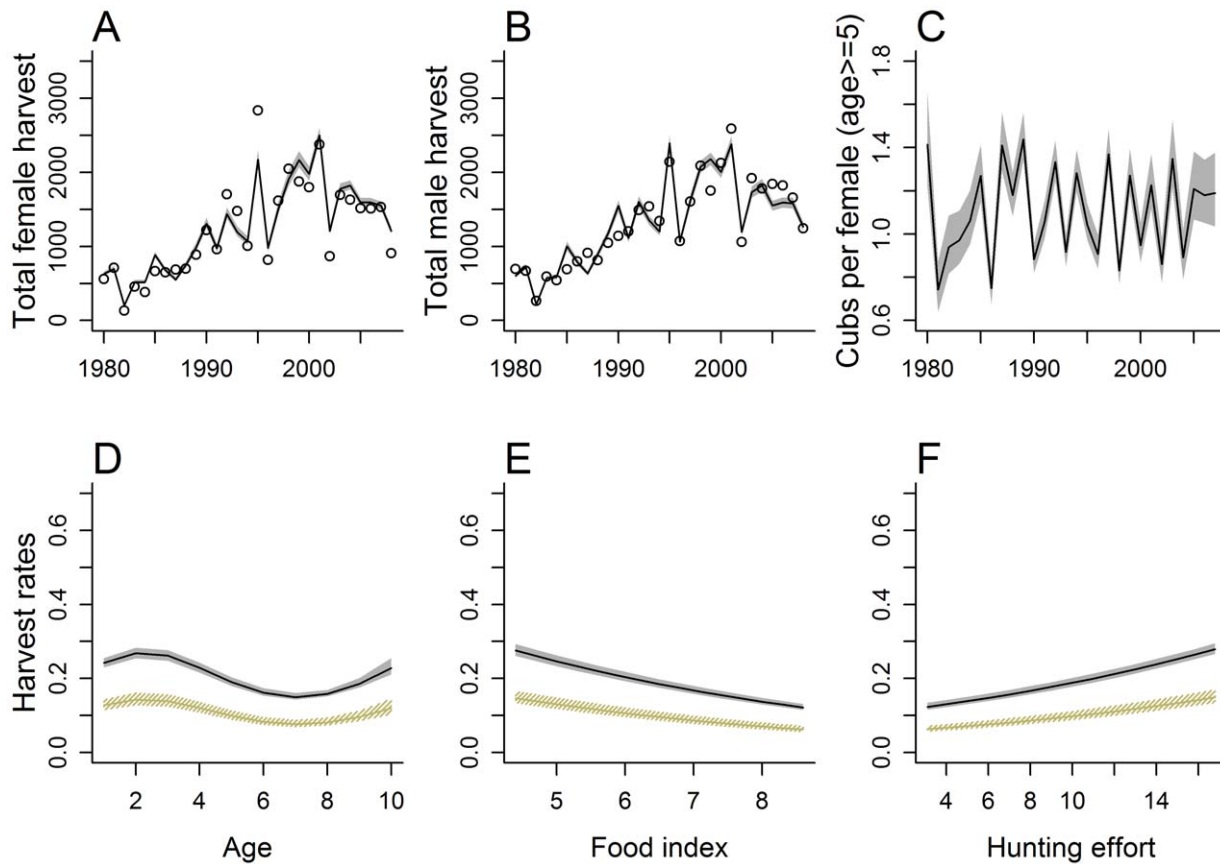 A
B
C
Total female harvest
0 1000 2000 3000
1980 1990 2000
Total male harvest
0 1000 2000 3000
1980 1990 2000
Cubs per female (age>=5)
0.6 1.0 1.4 1.8
1980 1990 2000
D
E
F
Harvest rates
0.0 0.2 0.4 0.6
2 4 6 8 10
Age
0.0 0.2 0.4 0.6
5 6 7 8
Food index
0.0 0.2 0.4 0.6
4 6 8 10 14
Hunting effort